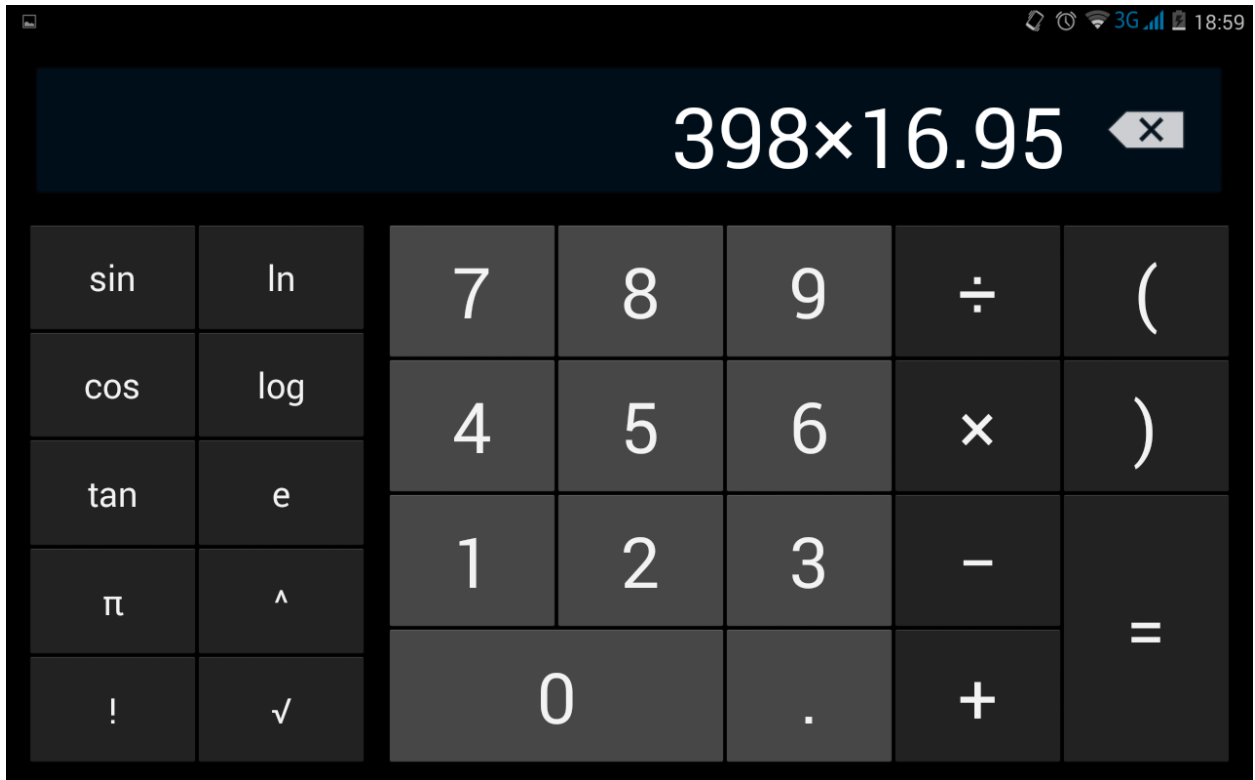 3G 18:59
398×16.95
sin ln 7 8 9 ÷ (
cos log 4 5 6 × )
tan e 1 2 3 −
π ^ =
! √ 0 . +